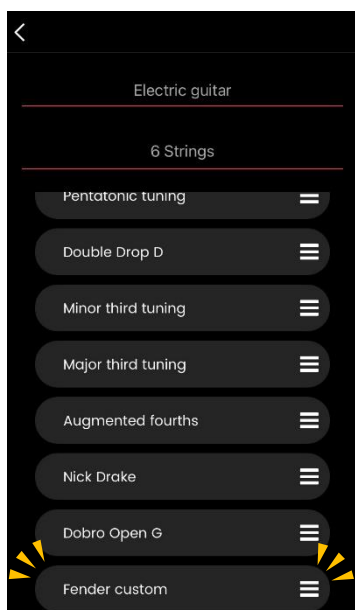 Electric guitar
6 Strings
Pentatonic tuning
Double Drop D
Minor third tuning
Major third tuning
Augmented fourths
Nick Drake
Dobro Open G
Fender custom